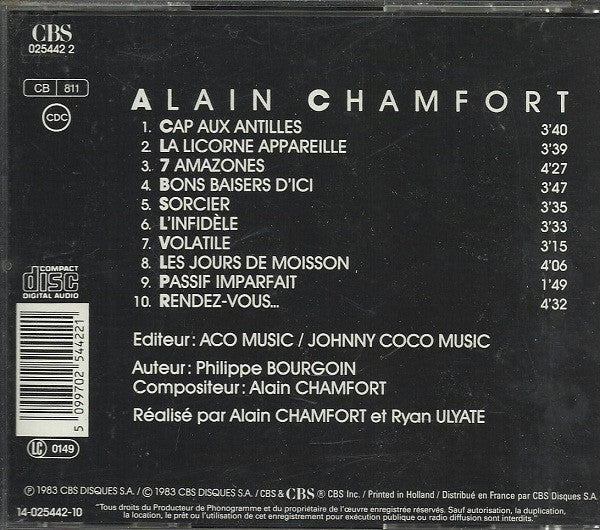 CBS
025442 2
CB 811
CDC
ALAIN CHAMFORT
1. CAP AUX ANTILLES 3'40
2. LA LICORNE APPAREILLE 3'39
3. 7 AMAZONES 4'27
4. BONS BAISERS D'ICI 3'47
5. SORCIER 3'35
6. L'INFIDÈLE 3'33
7. VOLATILE 3'15
8. LES JOURS DE MOISSON 4'06
9. PASSIF IMPARFAIT 1'49
10. RENDEZ-VOUS... 4'32
COMPACT
disc
DIGITAL AUDIO
Editeur: ACO MUSIC / JOHNNY COCO MUSIC
Auteur: Philippe BOURGOIN
Compositeur: Alain CHAMFORT
Réalisé par Alain CHAMFORT et Ryan ULYATE
5 099702 544221
LC 0149
℗ 1983 CBS DISQUES S.A. / © 1983 CBS DISQUES S.A. / CBS & CBS ® CBS Inc. / Printed in Holland / Distribué en France par CBS Disques S.A.
14-025442-10
"Tous droits du Producteur de Phonogramme et du propriétaire de l'œuvre enregistrée réservés. Sauf autorisation, la duplication,
la location, le prêt ou l'utilisation de cet enregistrement pour exécution publique ou radio diffusion sont interdits."